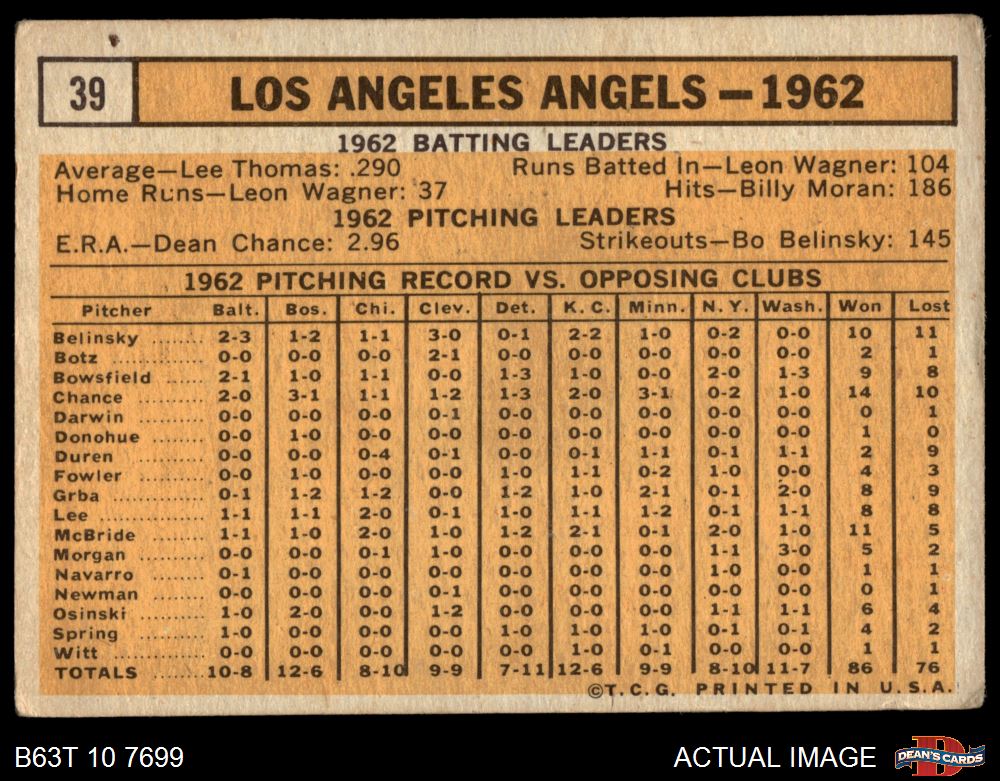 39 LOS ANGELES ANGELS — 1962
1962 BATTING LEADERS
Average—Lee Thomas: .290 Runs Batted In—Leon Wagner: 104
Home Runs—Leon Wagner: 37 Hits—Billy Moran: 186
1962 PITCHING LEADERS
E.R.A.—Dean Chance: 2.96 Strikeouts—Bo Belinsky: 145
1962 PITCHING RECORD VS. OPPOSING CLUBS
Pitcher Balt. Bos. Chi. Clev. Det. K.C. Minn. N.Y. Wash. Won Lost
Belinsky ........ 2-3 1-2 1-1 3-0 0-1 2-2 1-0 0-2 0-0 10 11
Botz ............ 0-0 0-0 0-0 2-1 0-0 0-0 0-0 0-0 0-0 2 1
Bowsfield ...... 2-1 1-0 1-1 0-0 1-3 1-0 0-0 2-0 1-3 9 8
Chance .......... 2-0 3-1 1-1 1-2 1-3 2-0 3-1 0-2 1-0 14 10
Darwin .......... 0-0 0-0 0-0 0-1 0-0 0-0 0-0 0-0 0-0 0 1
Donohue ........ 0-0 1-0 0-0 0-0 0-0 0-0 0-0 0-0 0-0 1 0
Duren ............ 0-0 0-0 0-4 0-1 0-0 0-1 1-1 0-1 1-1 2 9
Fowler .......... 0-0 1-0 0-0 0-0 1-0 1-1 0-2 1-0 0-0 4 3
Grba ............ 0-1 1-2 1-2 0-0 1-2 1-0 2-1 0-1 2-0 8 9
Lee .............. 1-1 1-1 2-0 0-1 1-0 1-1 1-2 0-1 1-1 8 8
McBride ........ 1-1 1-0 2-0 1-0 1-2 2-1 0-1 2-0 1-0 11 5
Morgan .......... 0-0 0-0 0-1 1-0 0-0 0-0 0-0 1-1 3-0 5 2
Navarro ........ 0-1 0-0 0-0 0-0 0-0 0-0 0-0 1-0 0-0 1 1
Newman ........ 0-0 0-0 0-0 0-1 0-0 0-0 0-0 0-0 0-0 0 1
Osinski .......... 1-0 2-0 0-0 1-2 0-0 0-0 0-0 1-1 1-1 6 4
Spring .......... 1-0 0-0 0-0 0-0 1-0 1-0 1-0 0-1 0-1 4 2
Witt .............. 0-0 0-0 0-0 0-0 0-0 1-0 0-1 0-0 0-0 1 1
TOTALS .......... 10-8 12-6 8-10 9-9 7-11 12-6 9-9 8-10 11-7 86 76
©T.C.G. PRINTED IN U.S.A.
B63T 10 7699 ACTUAL IMAGE DEAN'S CARDS